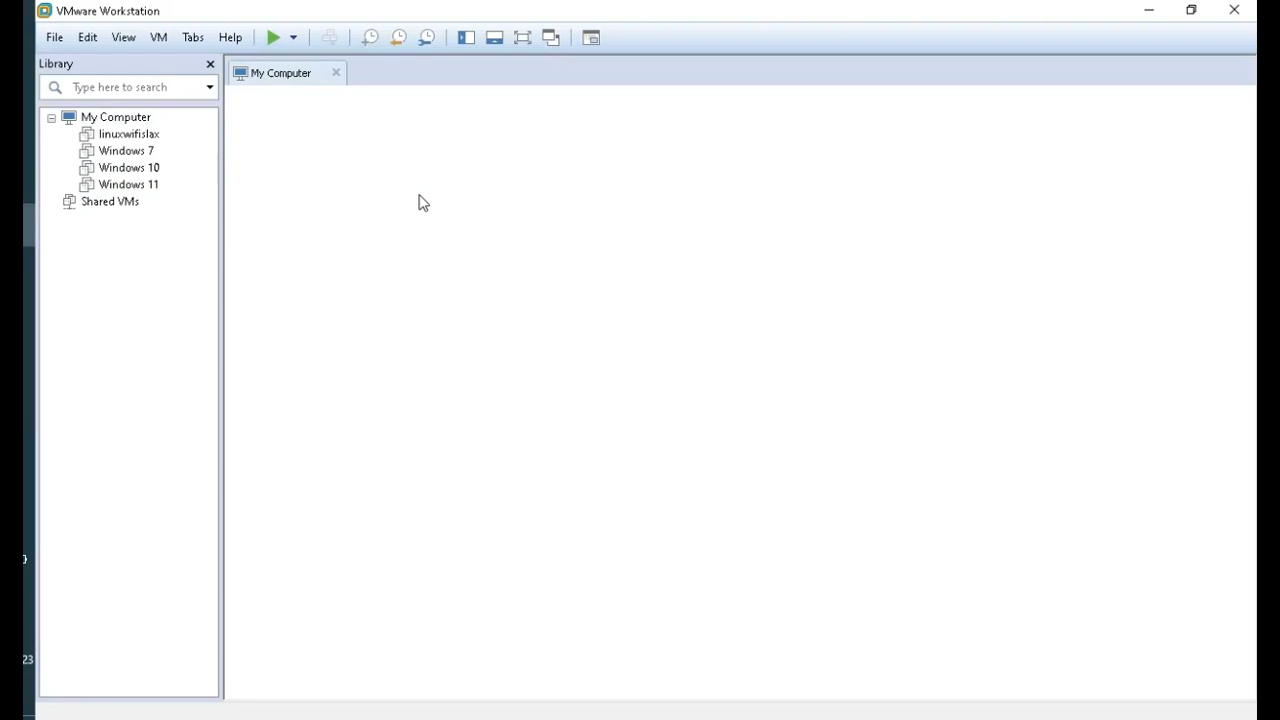 VMware Workstation
File Edit View VM Tabs Help
Library
Type here to search
My Computer
My Computer
linuxwifislax
Windows 7
Windows 10
Windows 11
Shared VMs
}
23